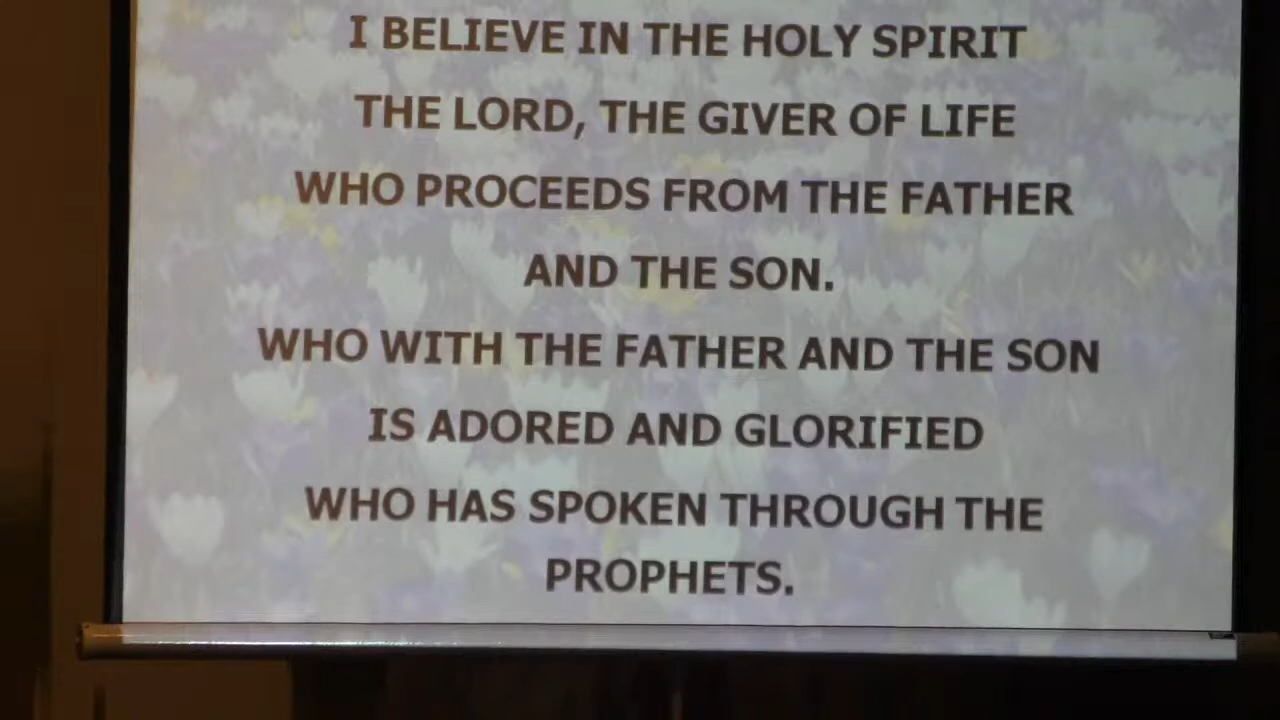 I BELIEVE IN THE HOLY SPIRIT
THE LORD, THE GIVER OF LIFE
WHO PROCEEDS FROM THE FATHER
AND THE SON.
WHO WITH THE FATHER AND THE SON
IS ADORED AND GLORIFIED
WHO HAS SPOKEN THROUGH THE
PROPHETS.